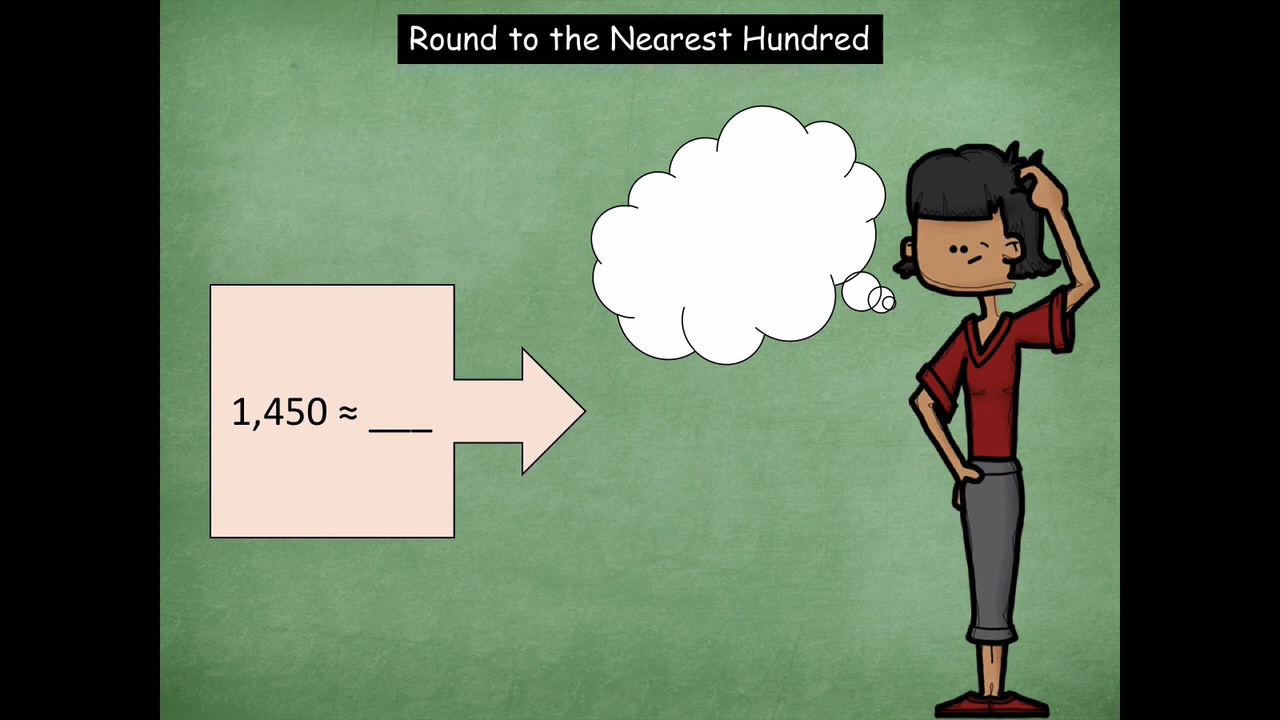 Round to the Nearest Hundred
1,450 ≈ ___